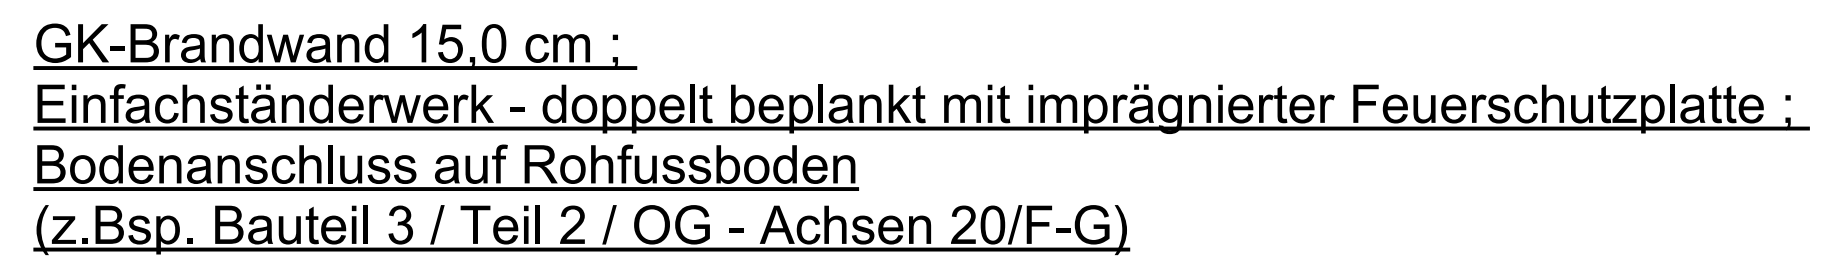 GK-Brandwand 15,0 cm ;
Einfachständerwerk - doppelt beplankt mit imprägnierter Feuerschutzplatte ;
Bodenanschluss auf Rohfussboden
(z.Bsp. Bauteil 3 / Teil 2 / OG - Achsen 20/F-G)